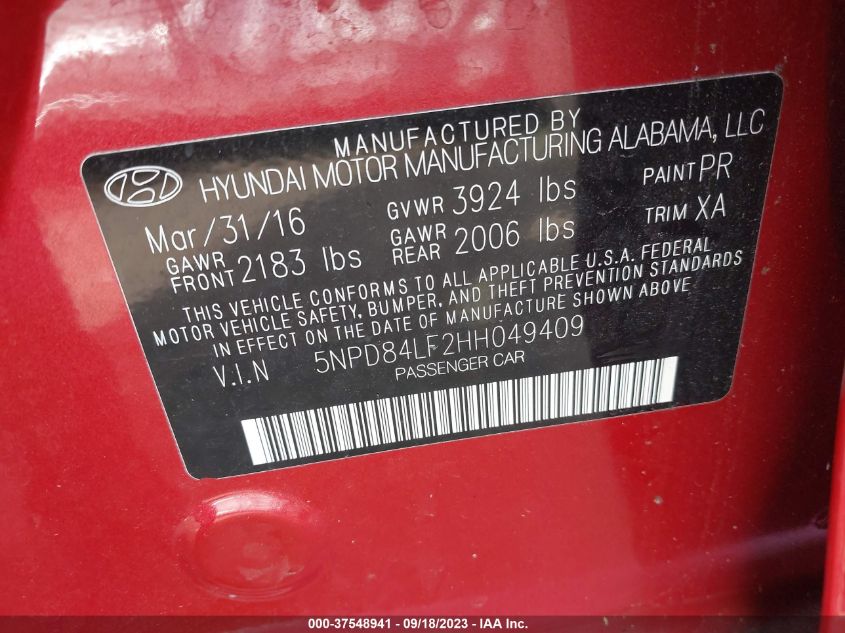 MANUFACTURED BY
HYUNDAI MOTOR MANUFACTURING ALABAMA, LLC
Mar/31/16 GVWR 3924 lbs PAINT PR
GAWR FRONT 2183 lbs GAWR REAR 2006 lbs TRIM XA
THIS VEHICLE CONFORMS TO ALL APPLICABLE U.S.A. FEDERAL
MOTOR VEHICLE SAFETY, BUMPER, AND THEFT PREVENTION STANDARDS
IN EFFECT ON THE DATE OF MANUFACTURE SHOWN ABOVE
V.I.N 5NPD84LF2HH049409
PASSENGER CAR
000-37548941 - 09/18/2023 - IAA Inc.